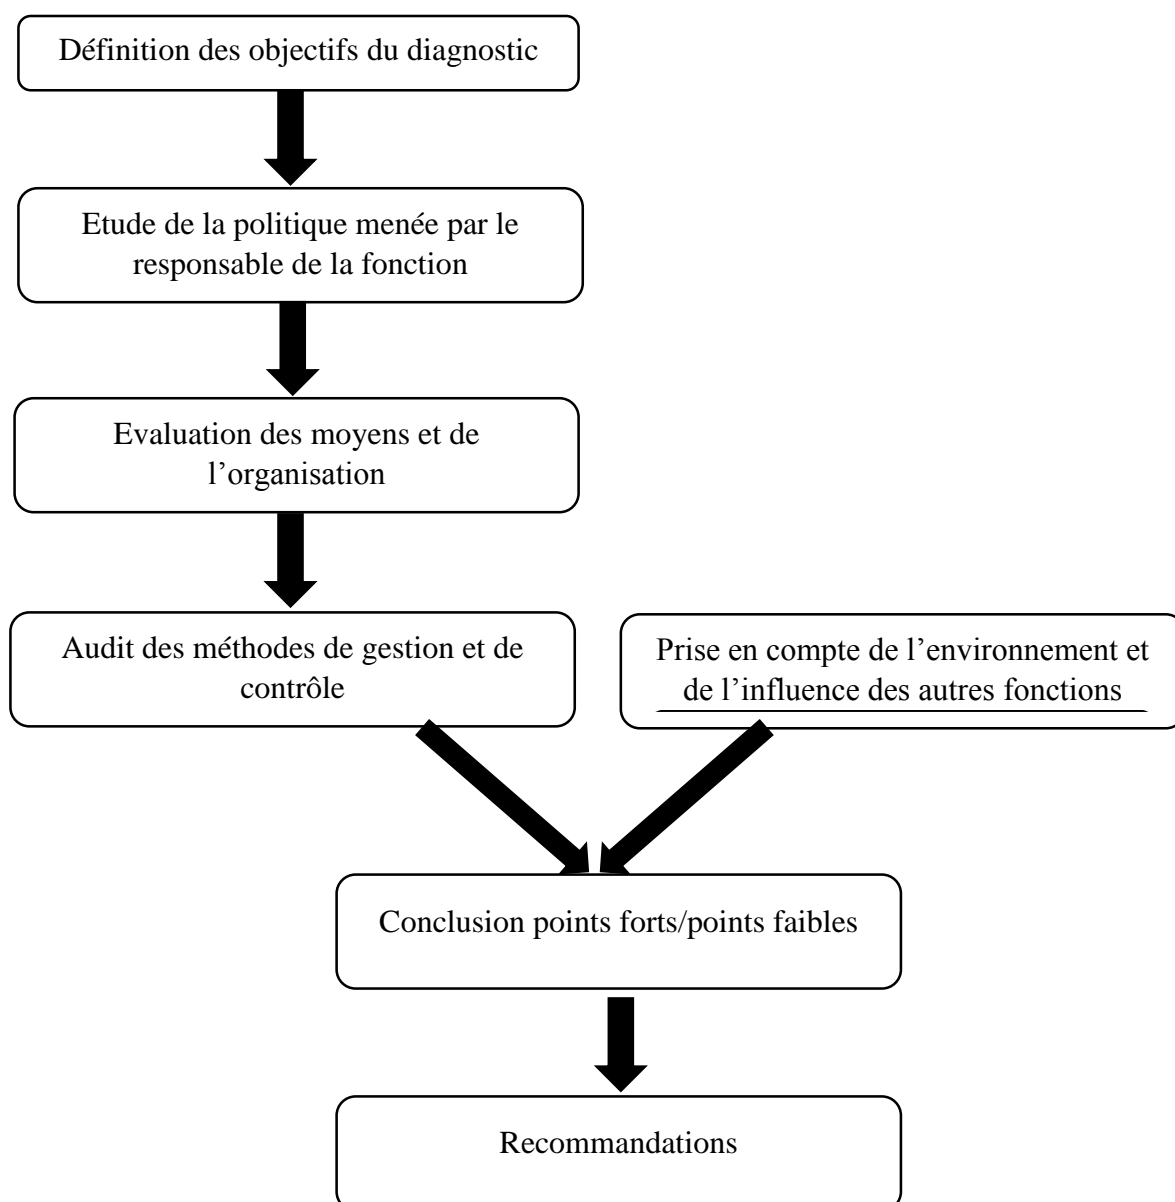 Définition des objectifs du diagnostic
Etude de la politique menée par le
responsable de la fonction
Evaluation des moyens et de
l’organisation
Audit des méthodes de gestion et de
contrôle
Prise en compte de l’environnement et
de l’influence des autres fonctions
Conclusion points forts/points faibles
Recommandations